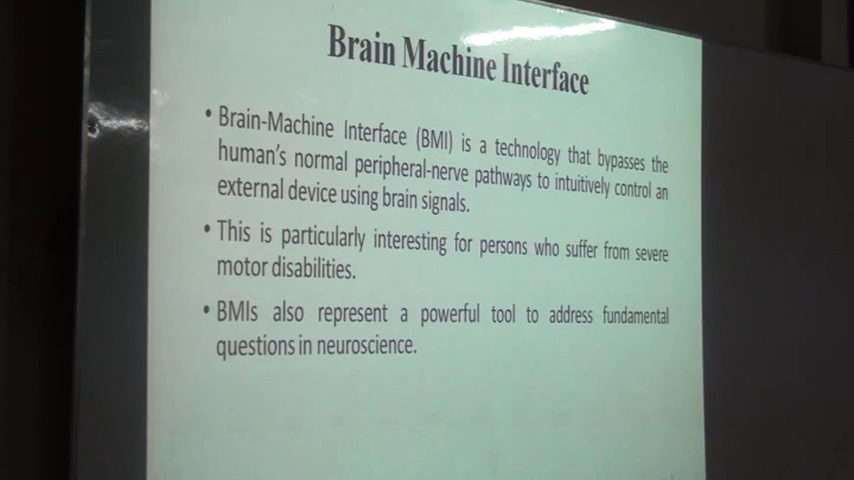 Brain Machine Interface
• Brain-Machine Interface (BMI) is a technology that bypasses the
human's normal peripheral-nerve pathways to intuitively control an
external device using brain signals.
• This is particularly interesting for persons who suffer from severe
motor disabilities.
• BMIs also represent a powerful tool to address fundamental
questions in neuroscience.